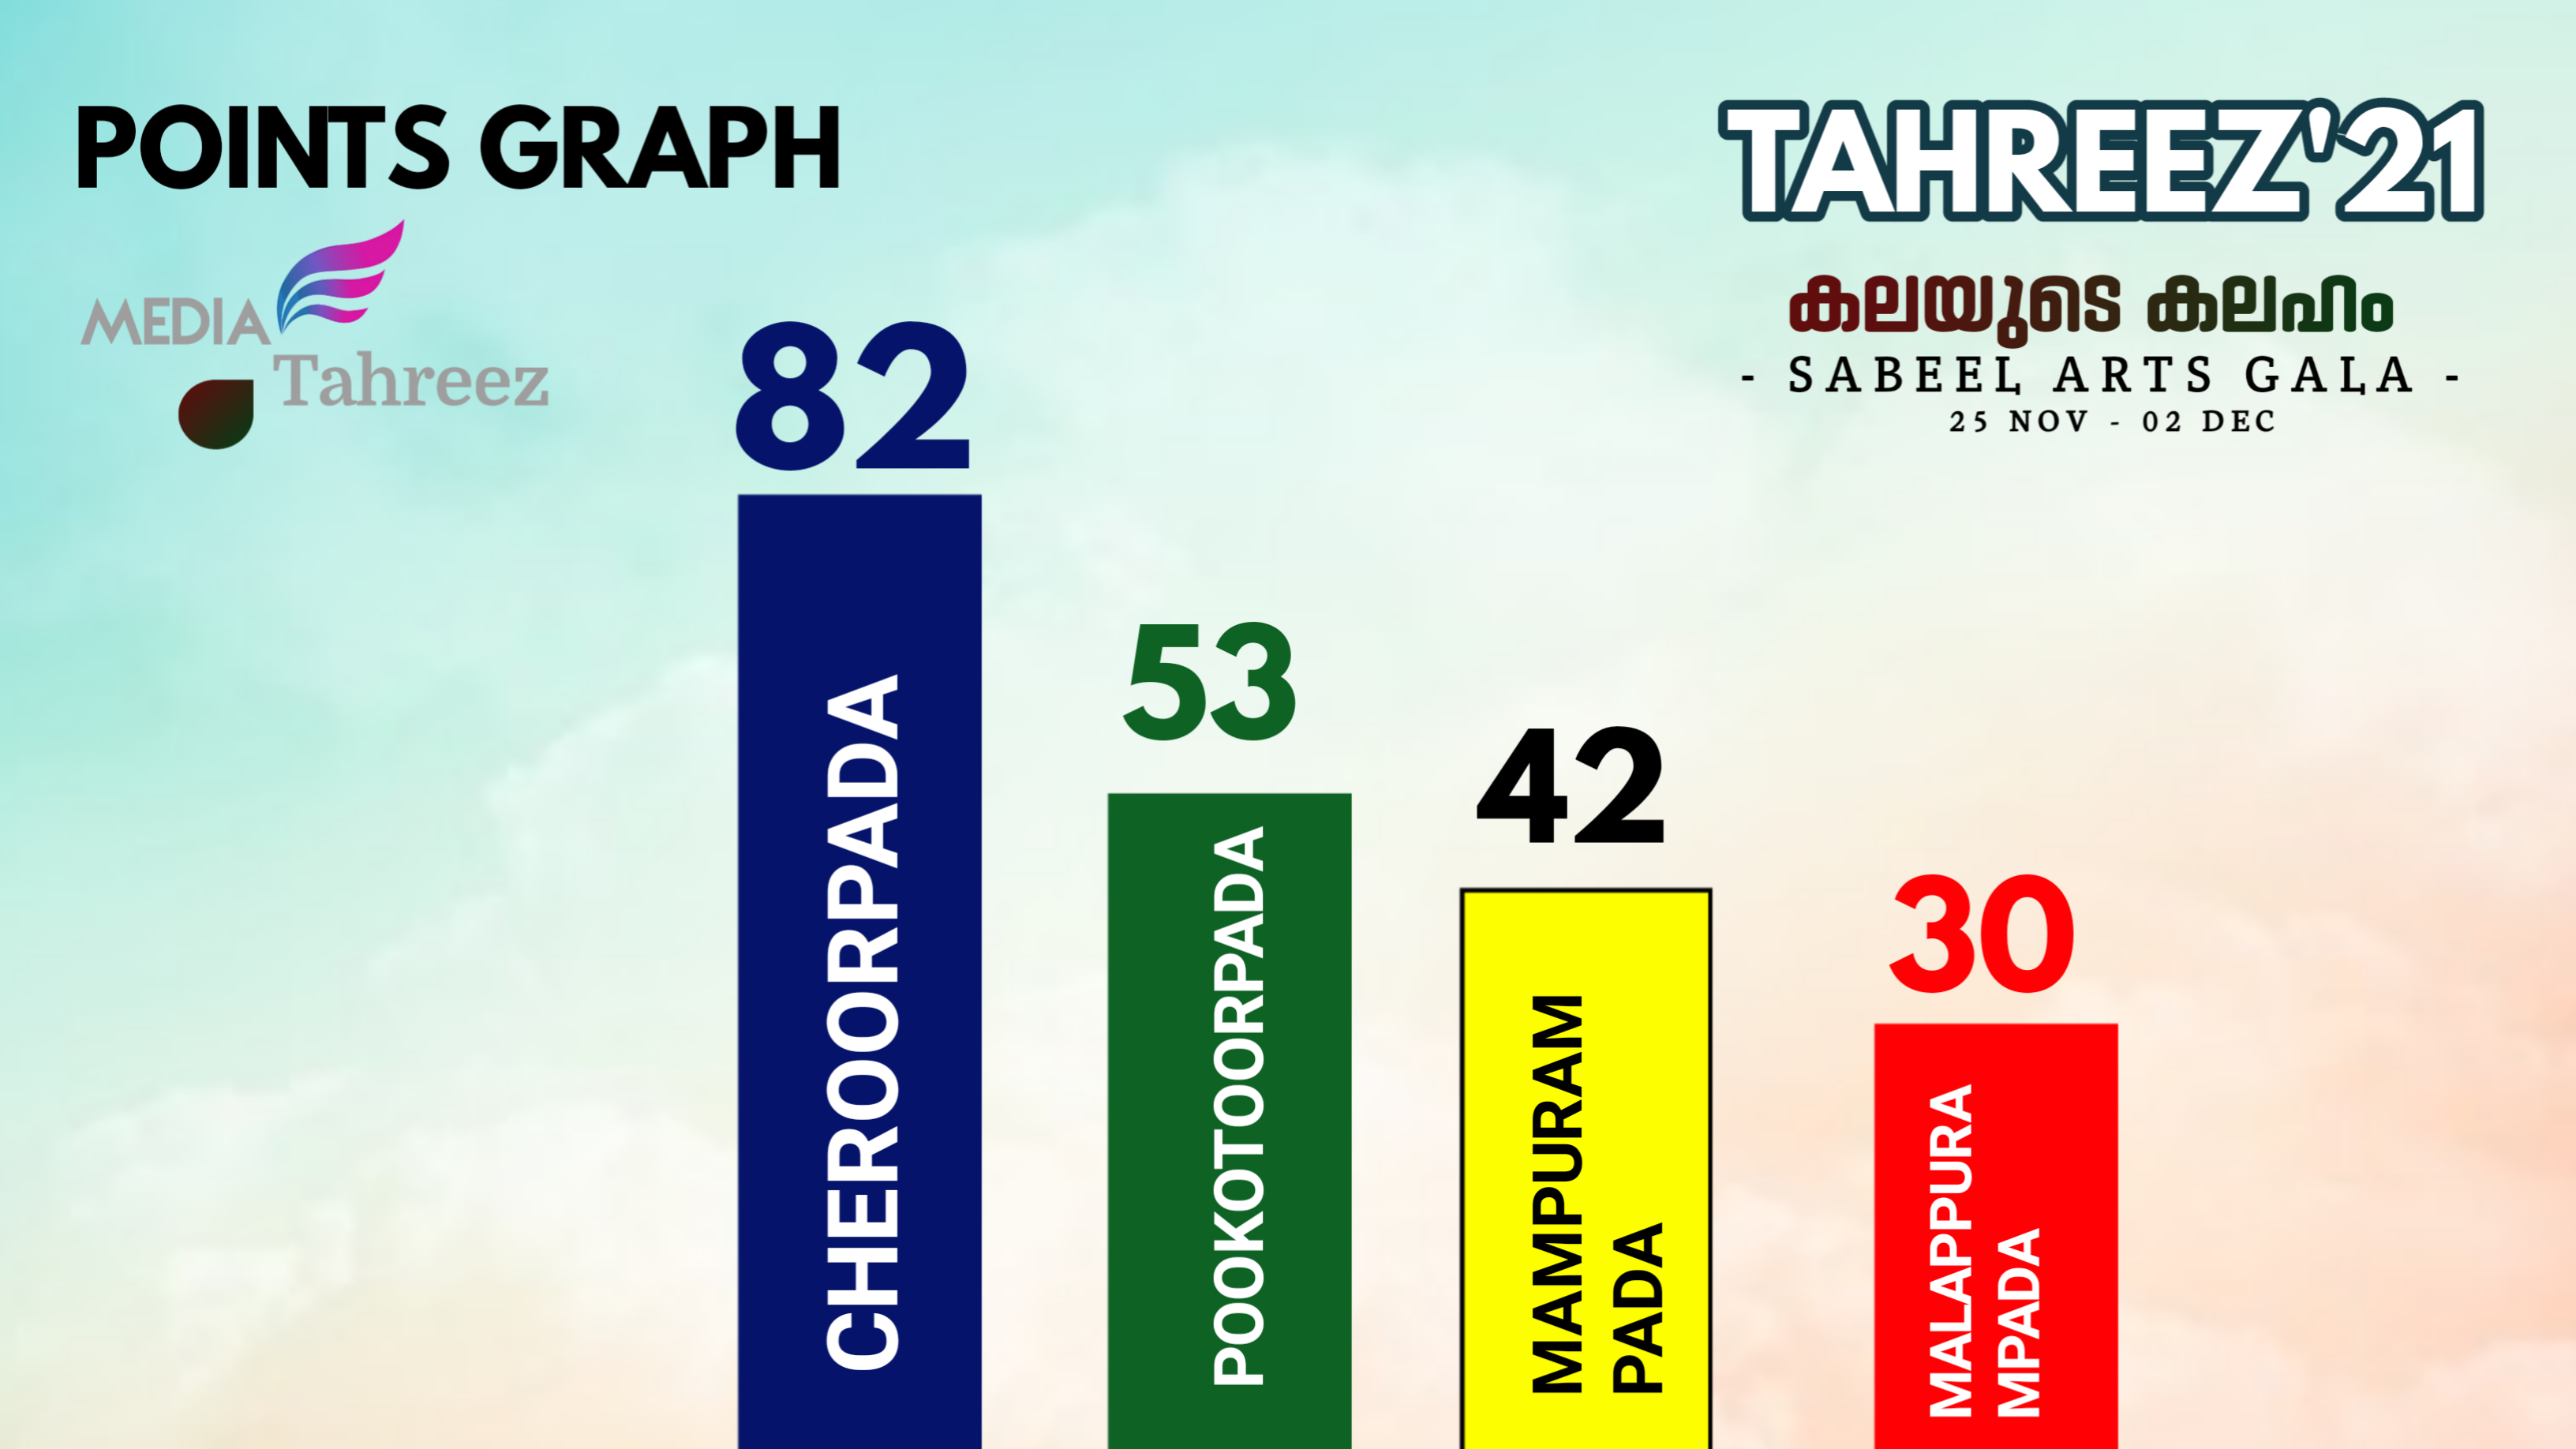 POINTS GRAPH
MEDIA
Tahreez
TAHREEZ'21
കലയുടെ കലഹം
- SABEEL ARTS GALA -
25 NOV - 02 DEC
82
CHEROORPADA
53
POOKOTOORPADA
42
MAMPURAM
PADA
30
MALAPPURA
MPADA